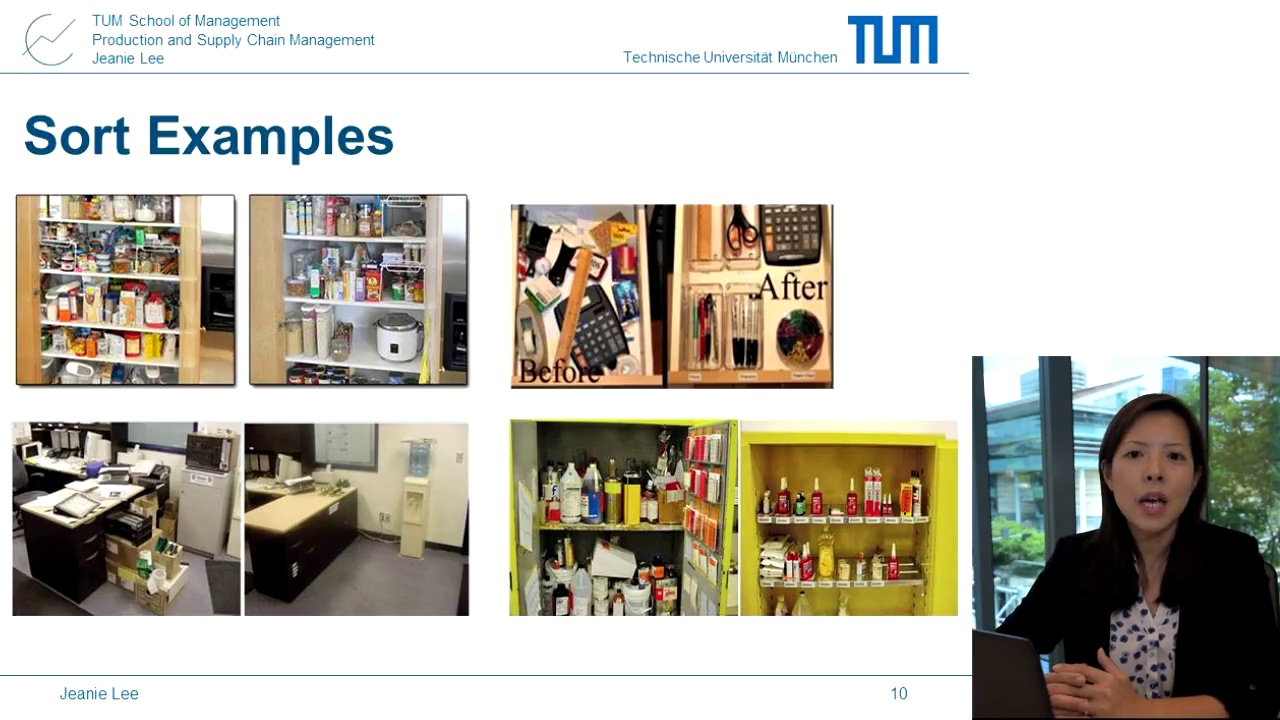 TUM School of Management
Production and Supply Chain Management
Jeanie Lee
Technische Universität München
TUM
Sort Examples
Before
After
Jeanie Lee
10